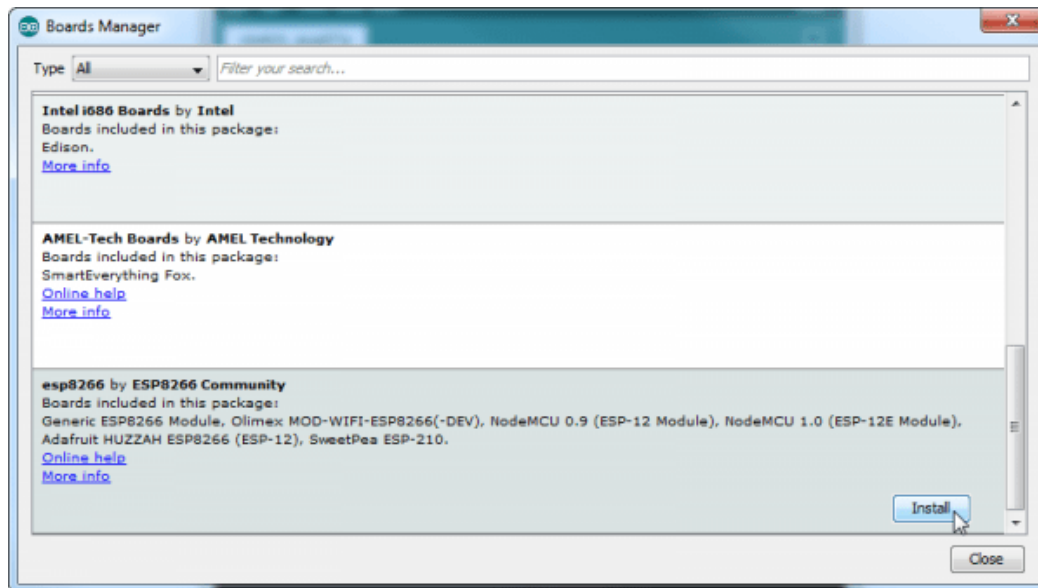 Boards Manager
Type All Filter your search...
Intel i686 Boards by Intel
Boards included in this package:
Edison.
More info
AMEL-Tech Boards by AMEL Technology
Boards included in this package:
SmartEverything Fox.
Online help
More info
esp8266 by ESP8266 Community
Boards included in this package:
Generic ESP8266 Module, Olimex MOD-WIFI-ESP8266(-DEV), NodeMCU 0.9 (ESP-12 Module), NodeMCU 1.0 (ESP-12E Module),
Adafruit HUZZAH ESP8266 (ESP-12), SweetPea ESP-210.
Online help
More info
Install
Close